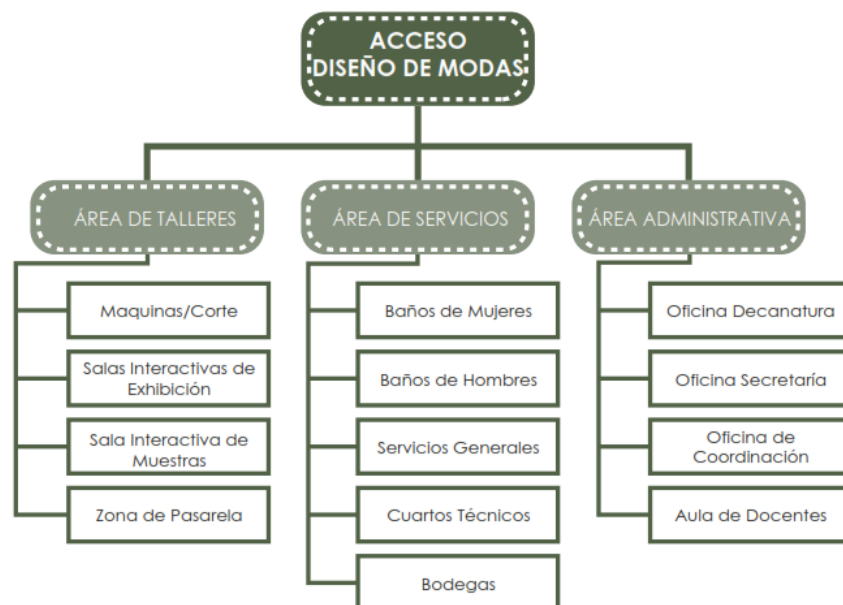 ACCESO
DISEÑO DE MODAS
ÁREA DE TALLERES
ÁREA DE SERVICIOS
ÁREA ADMINISTRATIVA
Maquinas/Corte
Salas Interactivas de
Exhibición
Sala Interactiva de
Muestras
Zona de Pasarela
Baños de Mujeres
Baños de Hombres
Servicios Generales
Cuartos Técnicos
Bodegas
Oficina Decanatura
Oficina Secretaría
Oficina de
Coordinación
Aula de Docentes